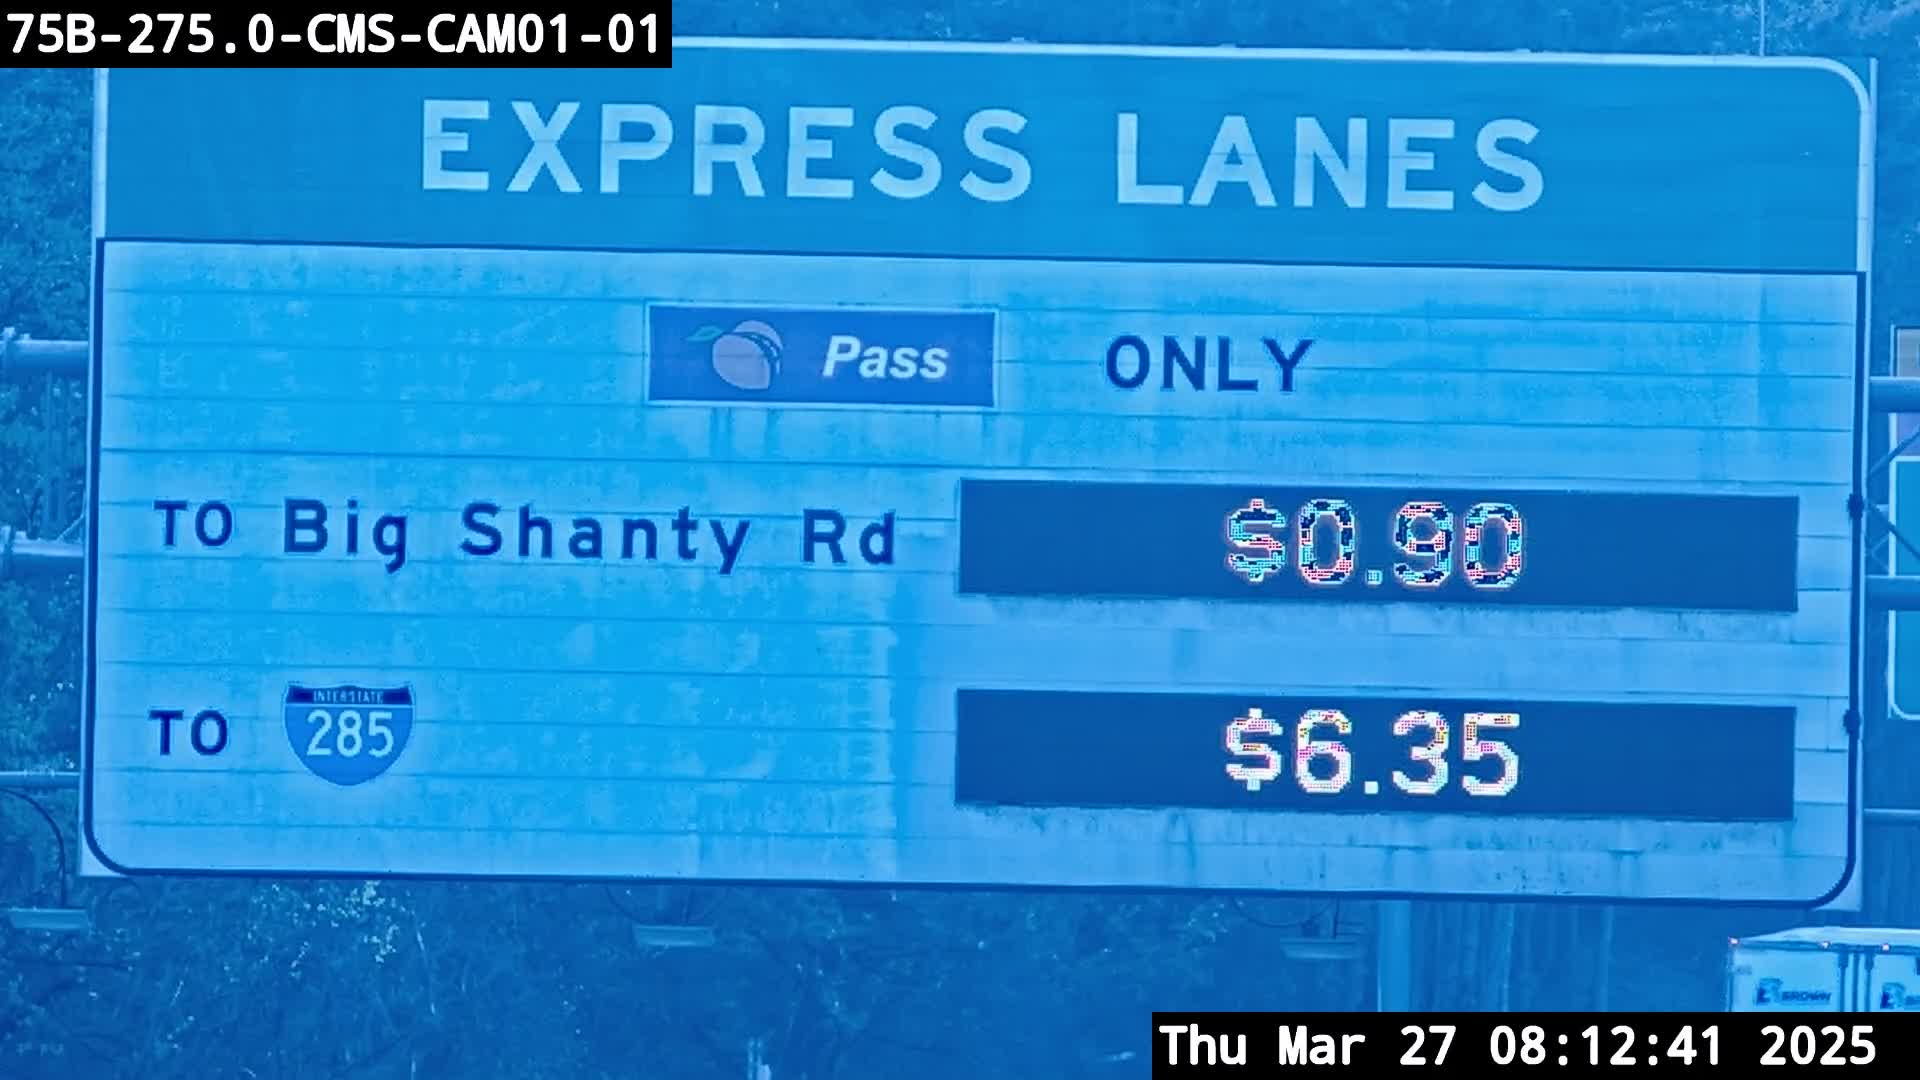 75B-275.0-CMS-CAM01-01
EXPRESS LANES
Pass ONLY
TO Big Shanty Rd $0.90
INTERSTATE
TO 285 $6.35
BROWN
Thu Mar 27 08:12:41 2025